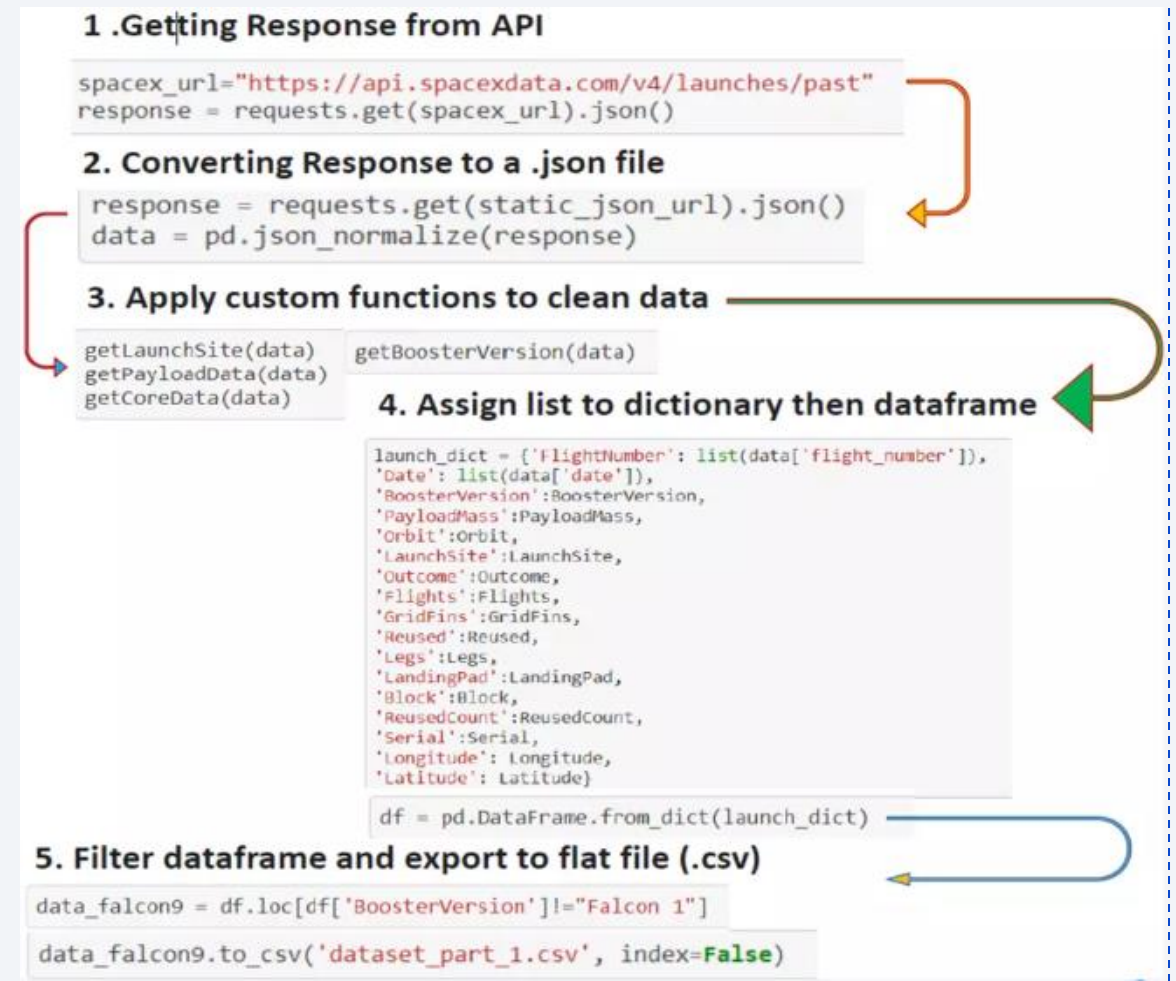 1 .Getting Response from API
spacex_url="https://api.spacexdata.com/v4/launches/past"
response = requests.get(spacex_url).json()
2. Converting Response to a .json file
response = requests.get(static_json_url).json()
data = pd.json_normalize(response)
3. Apply custom functions to clean data
getLaunchSite(data)
getPayloadData(data)
getCoreData(data)
getBoosterVersion(data)
4. Assign list to dictionary then dataframe
launch_dict = {'FlightNumber': list(data['flight_number']),
'Date': list(data['date']),
'BoosterVersion':BoosterVersion,
'PayloadMass':PayloadMass,
'Orbit':Orbit,
'LaunchSite':LaunchSite,
'Outcome':Outcome,
'Flights':Flights,
'GridFins':GridFins,
'Reused':Reused,
'Legs':Legs,
'LandingPad':LandingPad,
'Block':Block,
'ReusedCount':ReusedCount,
'Serial':Serial,
'Longitude': Longitude,
'Latitude': Latitude}
df = pd.DataFrame.from_dict(launch_dict)
5. Filter dataframe and export to flat file (.csv)
data_falcon9 = df.loc[df['BoosterVersion']!="Falcon 1"]
data_falcon9.to_csv('dataset_part_1.csv', index=False)